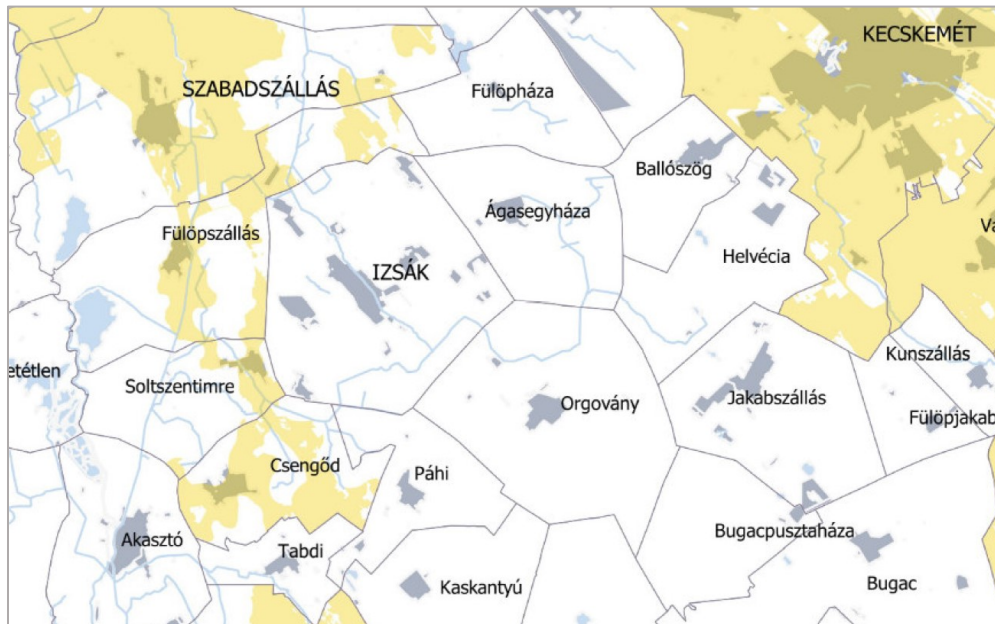 KECSKEMÉT
SZABADSZÁLLÁS
Fülöpháza
Ballószög
Ágasegyháza
Fülöpszállás
Helvécia
IZSÁK
Kunszállás
etétlen
Soltszentimre
Jakabszállás
Orgovány
Fülöpjakab
Csengőd
Páhi
Bugacpusztaháza
Akasztó
Tabdi
Kaskantyú
Bugac